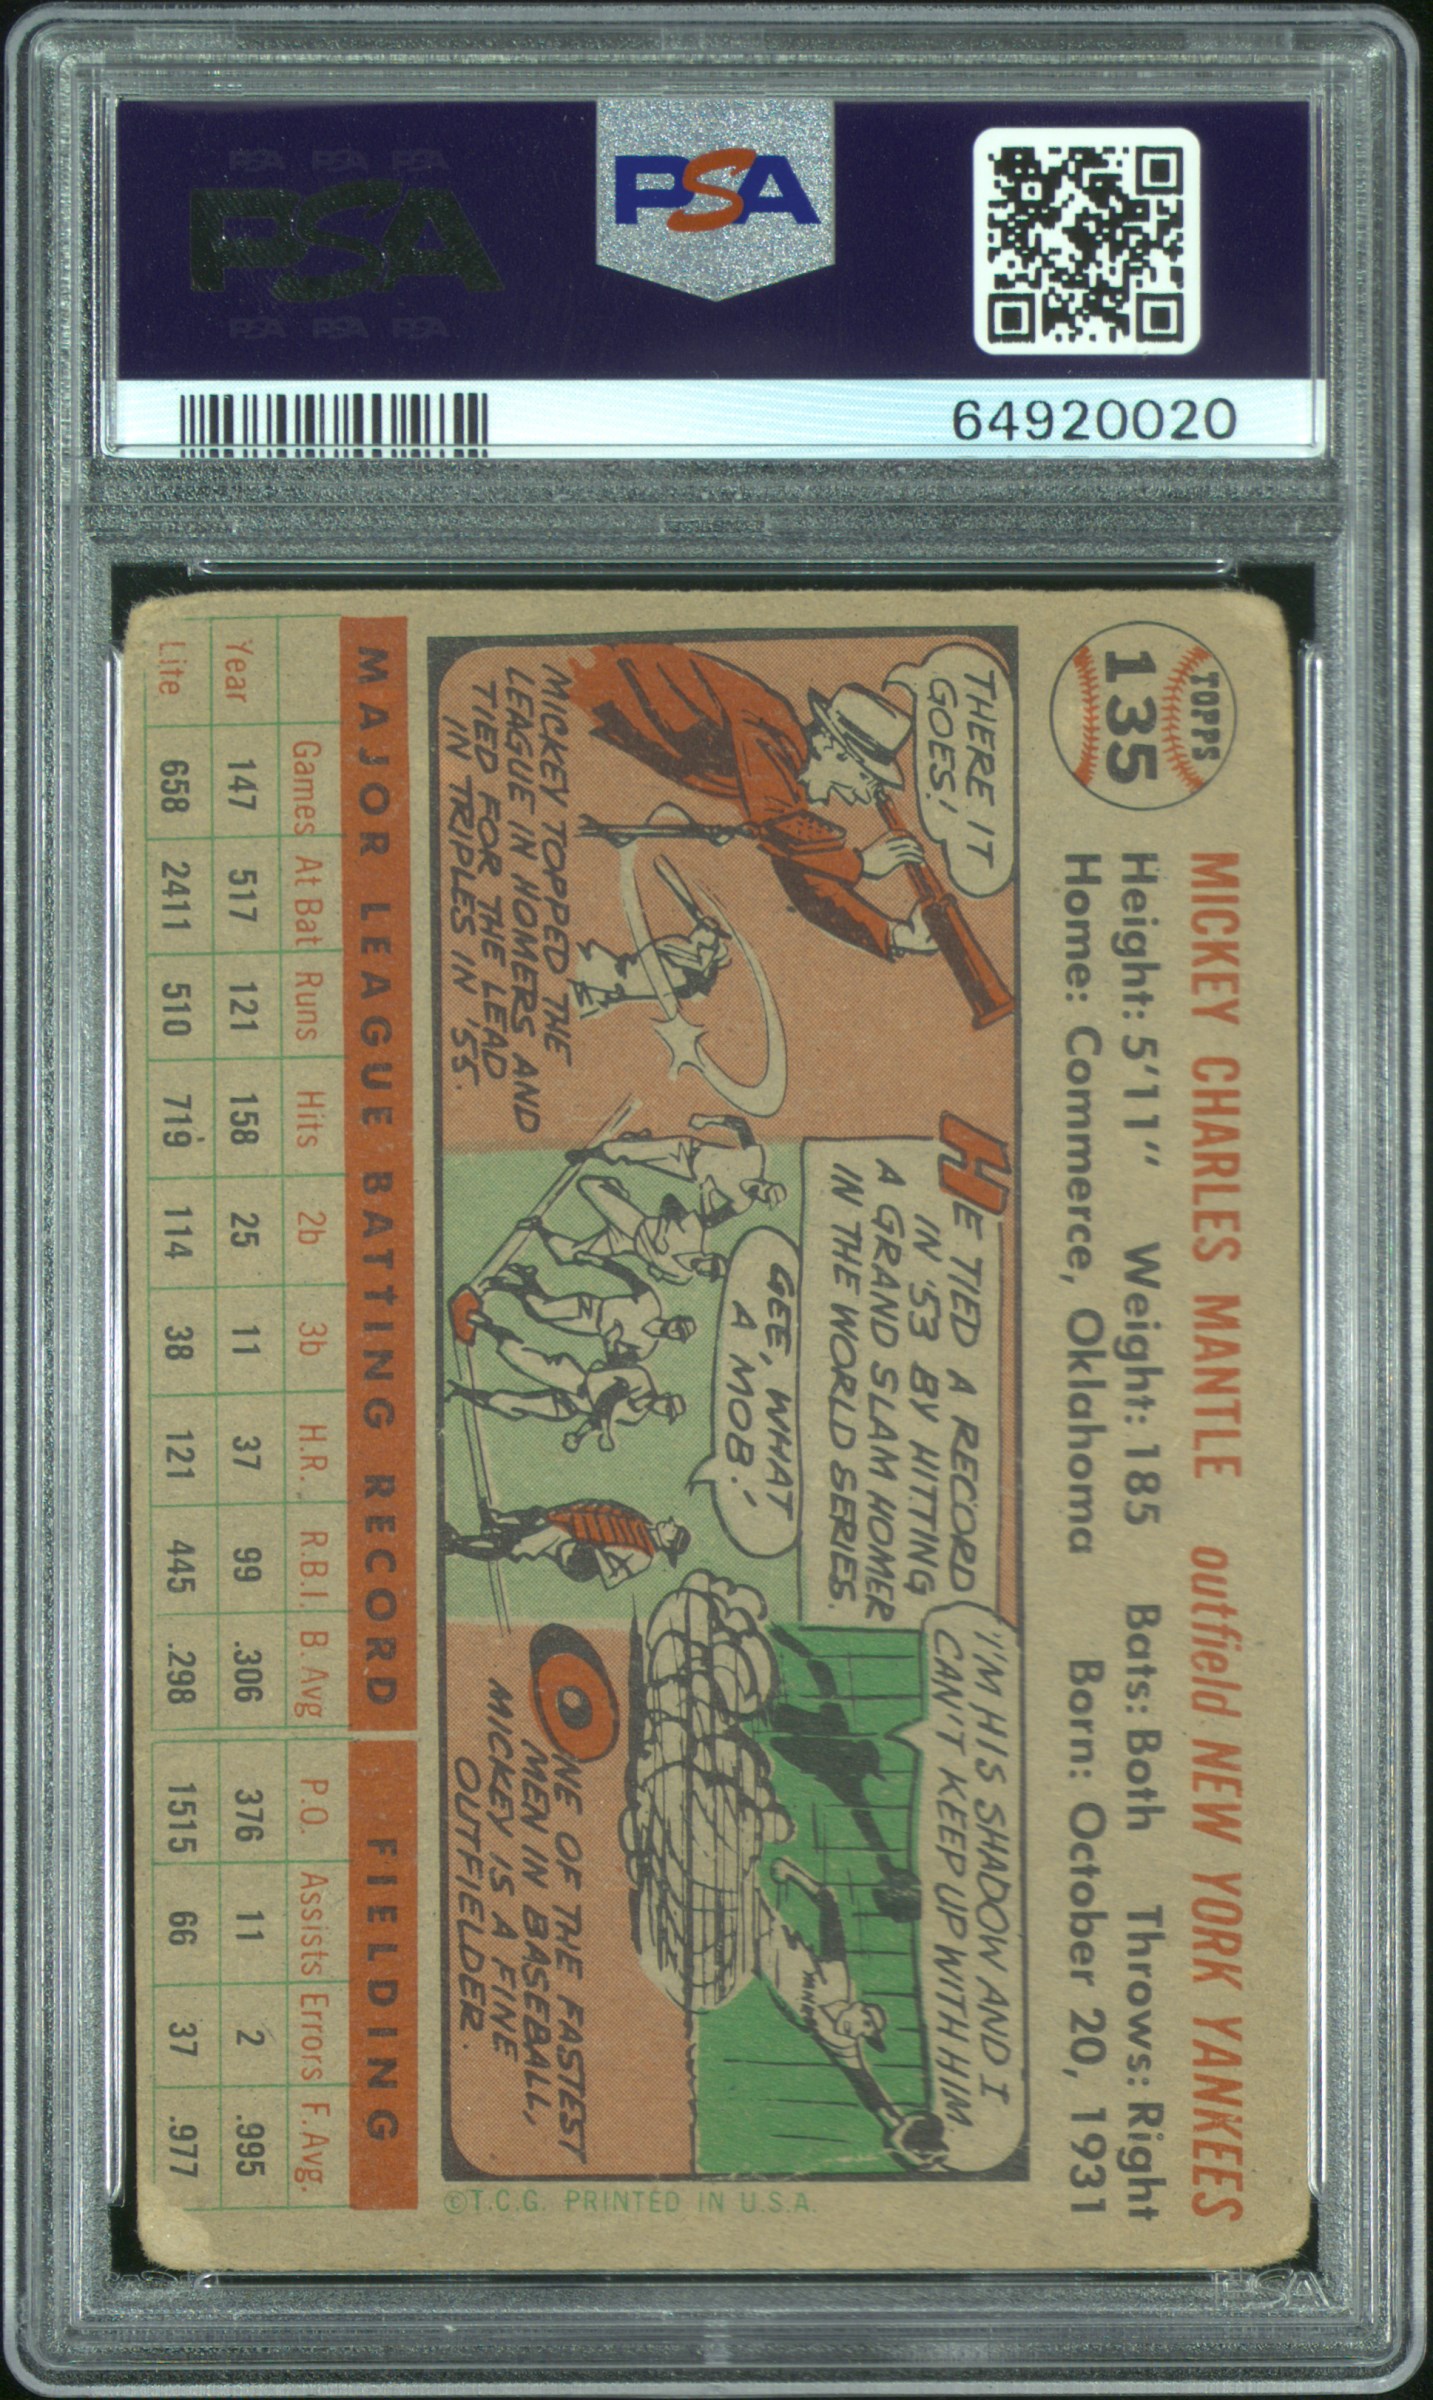 PSA PSA PSA
PSA
PSA PSA PSA
PSA
64920020
TOPPS
135
MICKEY CHARLES MANTLE outfield NEW YORK YANKEES
Height: 5'11" Weight: 185 Bats: Both Throws: Right
Home: Commerce, Oklahoma Born: October 20, 1931
THERE IT
GOES!
MICKEY TOPPED THE
LEAGUE IN HOMERS AND
TIED FOR THE LEAD
IN TRIPLES IN '55.
HE TIED A RECORD
IN '53 BY HITTING
A GRAND SLAM HOMER
IN THE WORLD SERIES.
GEE, WHAT
A MOB!
I'M HIS SHADOW AND I
CAN'T KEEP UP WITH HIM.
MICKEY
ONE OF THE FASTEST
MEN IN BASEBALL,
MICKEY IS A FINE
OUTFIELDER.
©T.C.G. PRINTED IN U.S.A.
MAJOR LEAGUE BATTING RECORD FIELDING
Games At Bat Runs Hits 2b 3b H.R. R.B.I. B. Avg P.O. Assists Errors F. Avg.
Year 147 517 121 158 25 11 37 99 .306 376 11 2 .995
Life 658 2411 510 719 114 38 121 445 .298 1515 66 37 .977
PSA